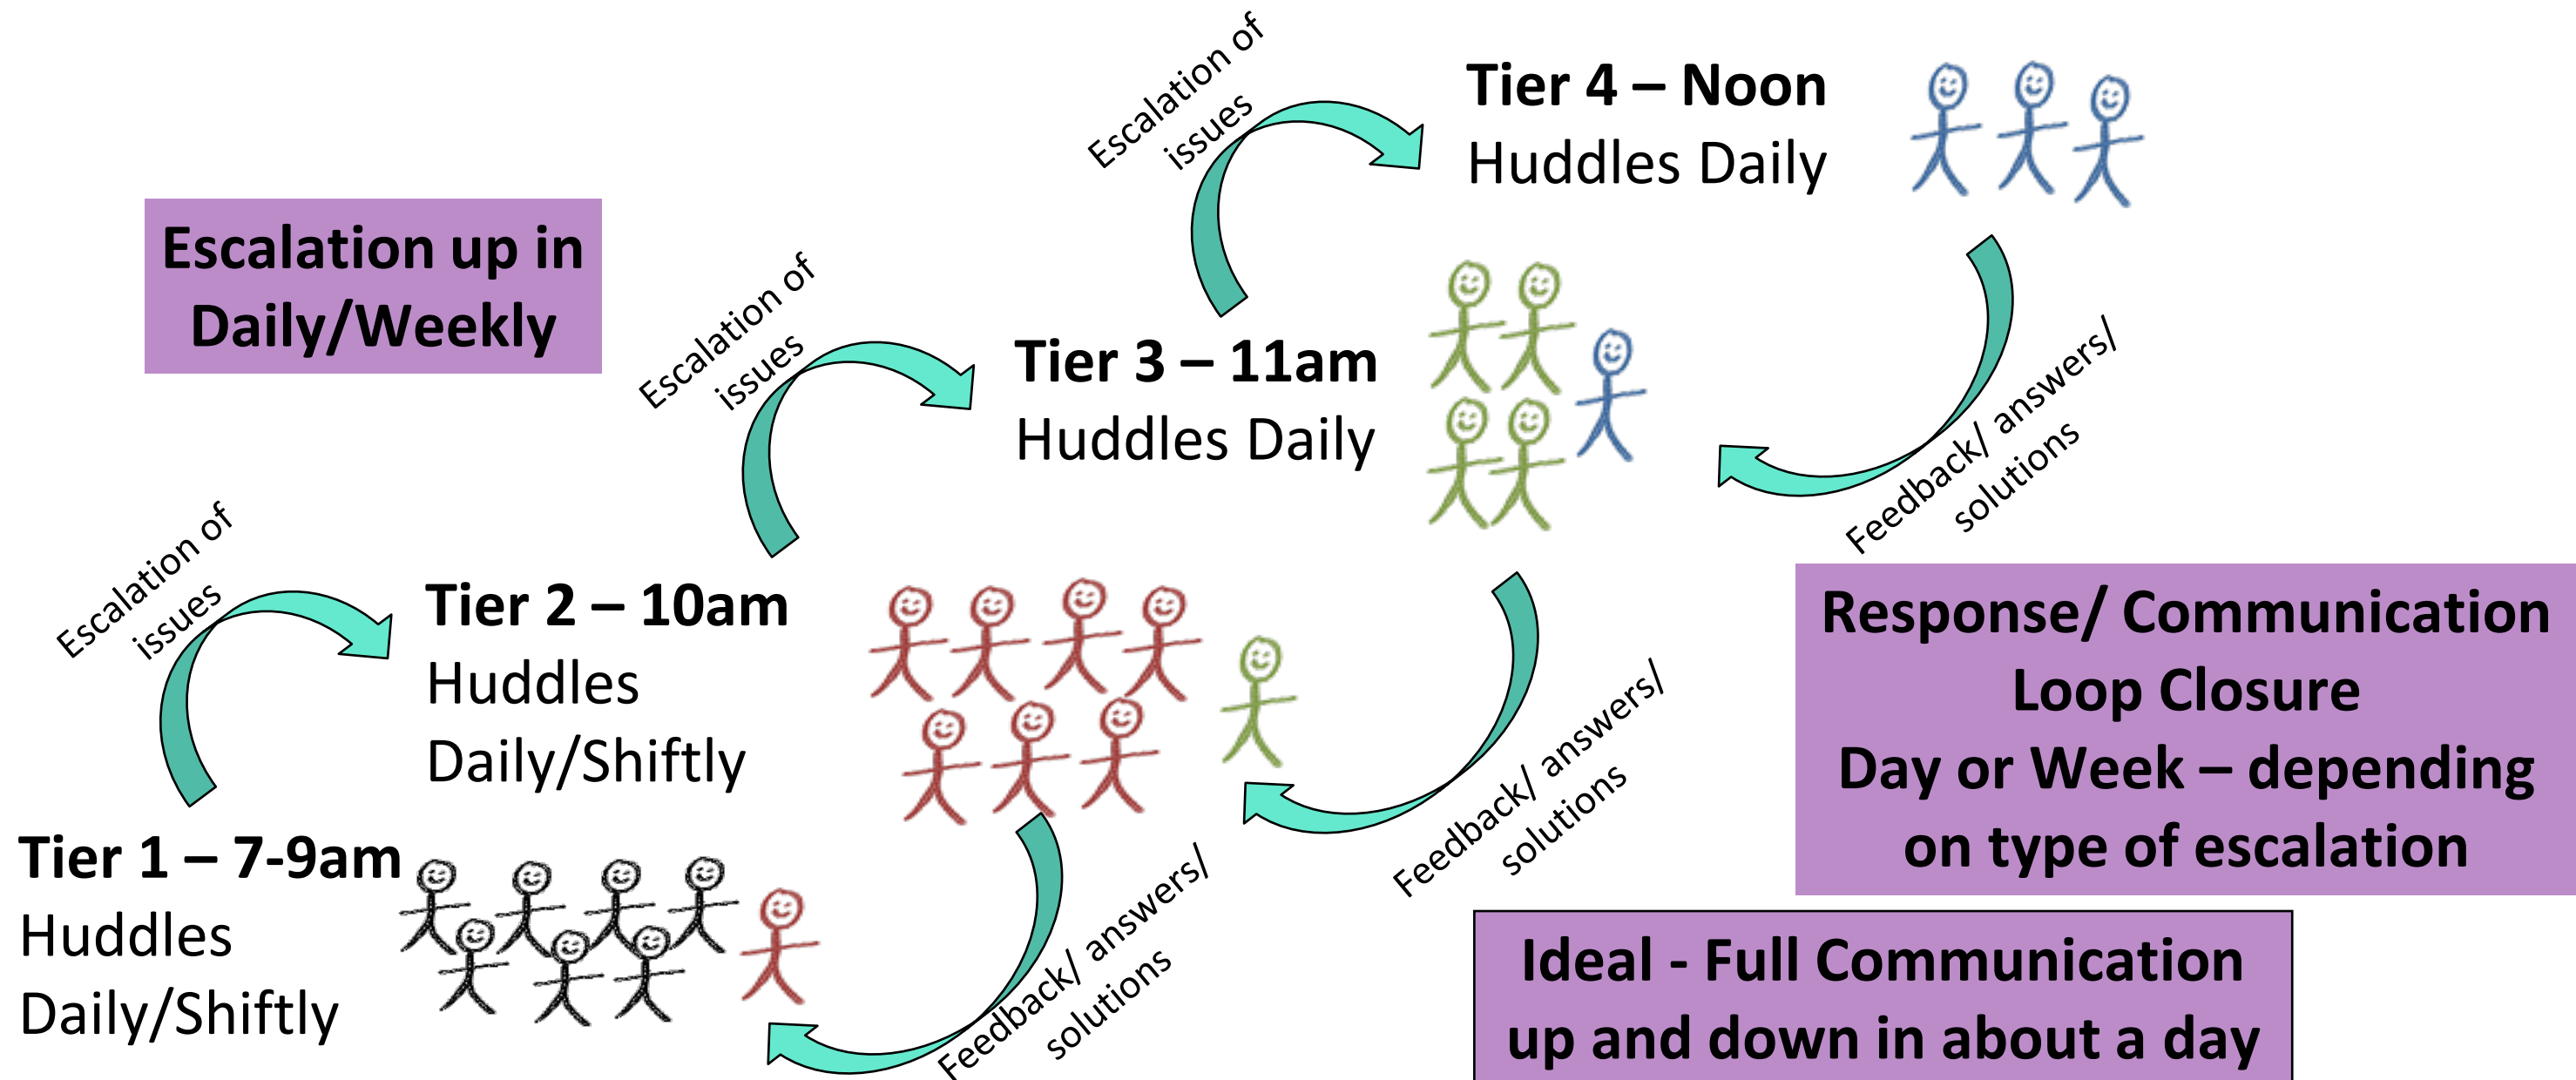 Escalation of
issues
Tier 4 – Noon
Huddles Daily
Escalation up in
Daily/Weekly
Escalation of
issues
Tier 3 – 11am
Huddles Daily
Feedback/ answers/
solutions
Escalation of
issues
Tier 2 – 10am
Huddles
Daily/Shiftly
Feedback/ answers/
solutions
Response/ Communication
Loop Closure
Day or Week – depending
on type of escalation
Tier 1 – 7-9am
Huddles
Daily/Shiftly
Feedback/ answers/
solutions
Ideal - Full Communication
up and down in about a day